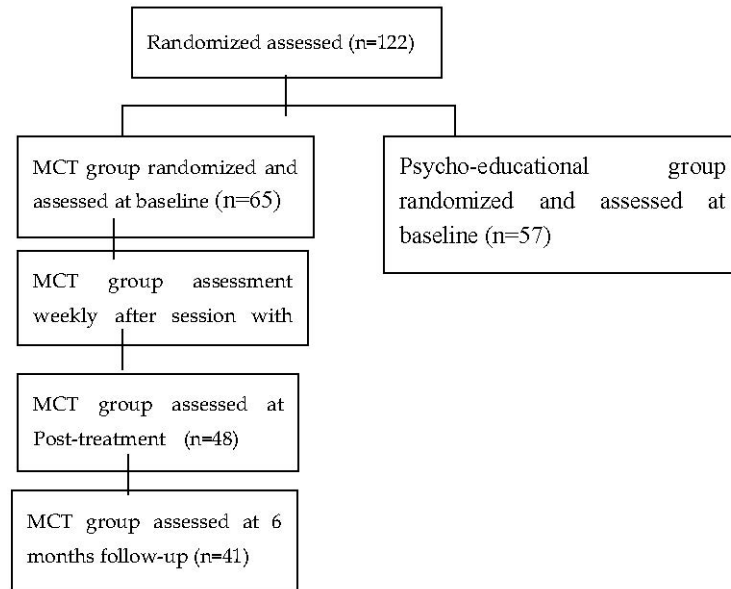 Randomized assessed (n=122)
MCT group randomized and
assessed at baseline (n=65)
Psycho-educational group
randomized and assessed at
baseline (n=57)
MCT group assessment
weekly after session with
MCT group assessed at
Post-treatment (n=48)
MCT group assessed at 6
months follow-up (n=41)